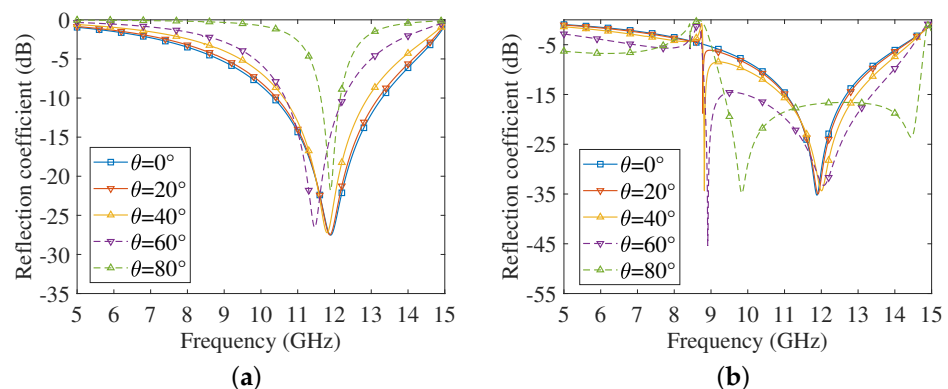 0
-5
-10
-15
-20
-25
-30
-35
Reflection coefficient (dB)
θ=0°
θ=20°
θ=40°
θ=60°
θ=80°
5 6 7 8 9 10 11 12 13 14 15
Frequency (GHz)
(a)
-5
-15
-25
-35
-45
-55
Reflection coefficient (dB)
θ=0°
θ=20°
θ=40°
θ=60°
θ=80°
5 6 7 8 9 10 11 12 13 14 15
Frequency (GHz)
(b)